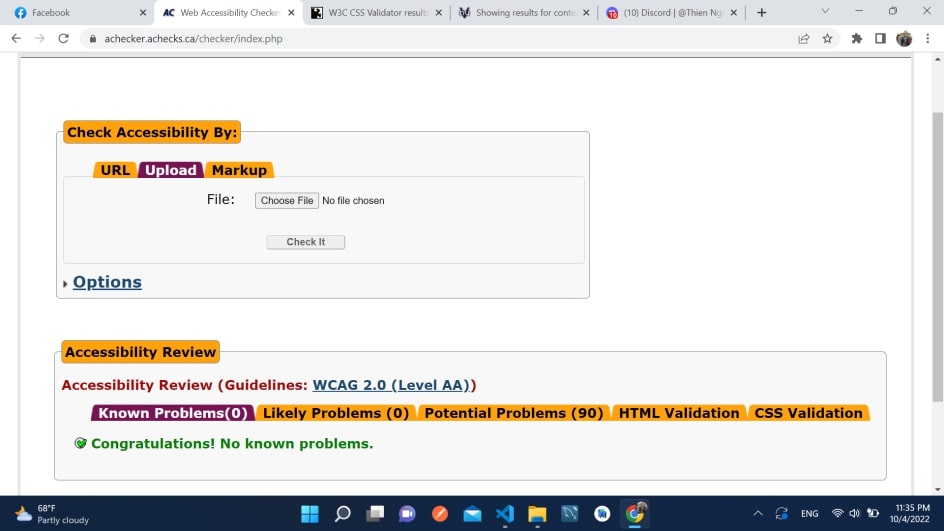 Facebook
Web Accessibility Checke
W3C CSS Validator results
Showing results for conte
(10) Discord | @Thien Ng
achecker.achecks.ca/checker/index.php
Check Accessibility By:
URL Upload Markup
File: Choose File No file chosen
Check It
Options
Accessibility Review
Accessibility Review (Guidelines: WCAG 2.0 (Level AA))
Known Problems(0) Likely Problems (0) Potential Problems (90) HTML Validation CSS Validation
Congratulations! No known problems.
68°F
Partly cloudy
ENG
11:35 PM
10/4/2022